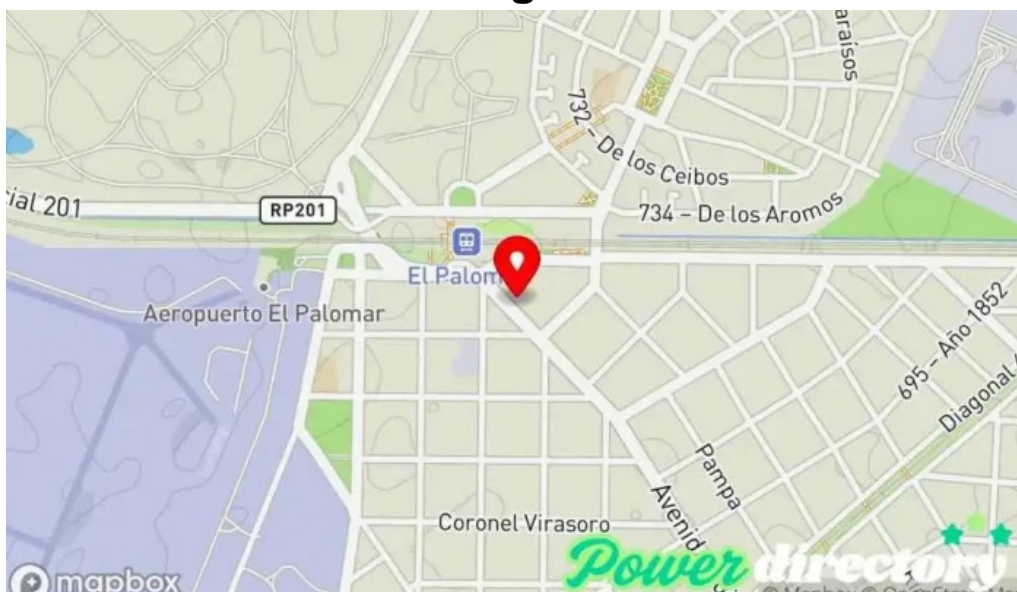 araísos
732 – De los Ceibos
cial 201
RP201
734 – De los Aromos
El Palom
Aeropuerto El Palomar
695 – Año 1852
Diagonal
Pampa
Avenid
Coronel Virasoro
Power directory
mapbox